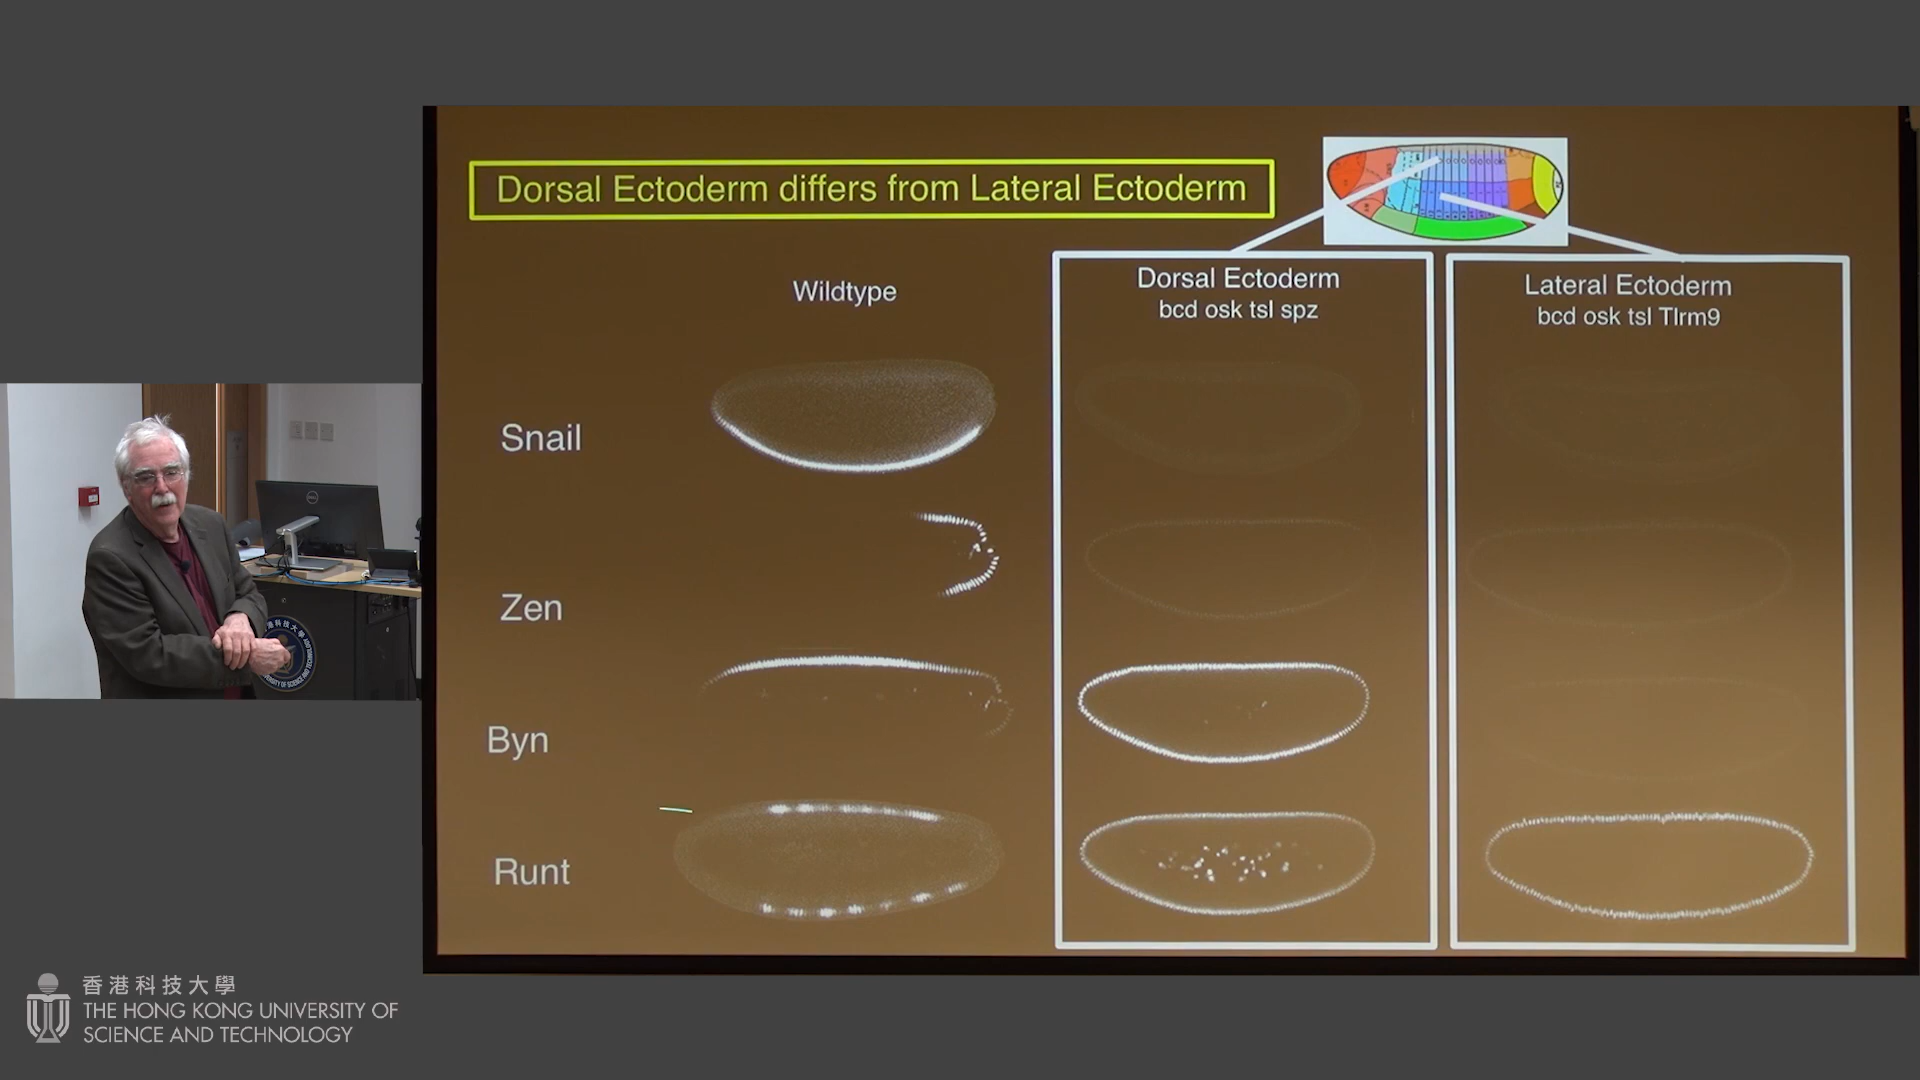 Dorsal Ectoderm differs from Lateral Ectoderm
Wildtype
Dorsal Ectoderm
bcd osk tsl spz
Lateral Ectoderm
bcd osk tsl Tlrm9
Snail
Zen
Byn
Runt
香港科技大學
THE HONG KONG UNIVERSITY OF
SCIENCE AND TECHNOLOGY